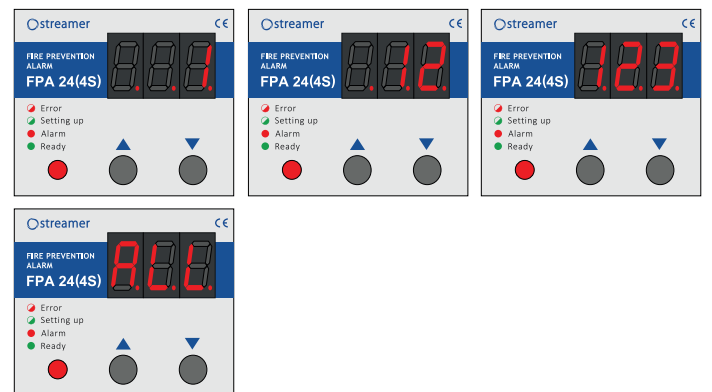 streamer CE
FIRE PREVENTION
ALARM
FPA 24(4S)
1
Error
Setting up
Alarm
Ready
streamer CE
FIRE PREVENTION
ALARM
FPA 24(4S)
12
Error
Setting up
Alarm
Ready
streamer CE
FIRE PREVENTION
ALARM
FPA 24(4S)
123
Error
Setting up
Alarm
Ready
streamer CE
FIRE PREVENTION
ALARM
FPA 24(4S)
ALL
Error
Setting up
Alarm
Ready